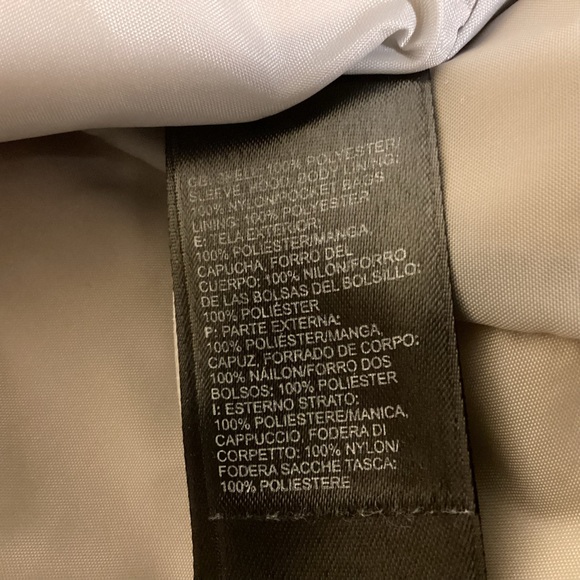 GB: SHELL: 100% POLYESTER/
SLEEVE, HOOD, BODY LINING:
100% NYLON/POCKET BAGS
LINING: 100% POLYESTER
E: TELA EXTERIOR:
100% POLIÉSTER/MANGA,
CAPUCHA, FORRO DEL
CUERPO: 100% NILON/FORRO
DE LAS BOLSAS DEL BOLSILLO:
100% POLIÉSTER
P: PARTE EXTERNA:
100% POLIÉSTER/MANGA,
CAPUZ, FORRADO DE CORPO:
100% NÁILON/FORRO DOS
BOLSOS: 100% POLIÉSTER
I: ESTERNO STRATO:
100% POLIESTERE/MANICA,
CAPPUCCIO, FODERA DI
CORPETTO: 100% NYLON/
FODERA SACCHE TASCA:
100% POLIESTERE